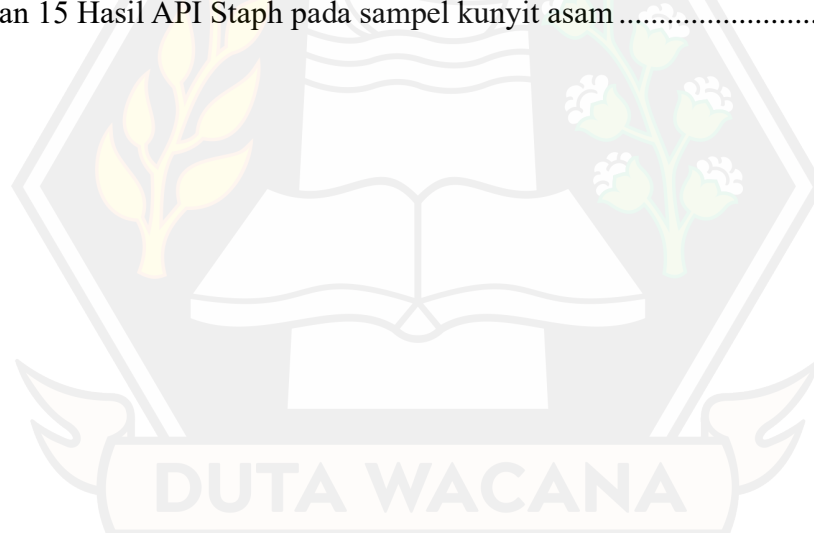 an 15 Hasil API Staph pada sampel kunyit asam .......................
DUTA WACANA